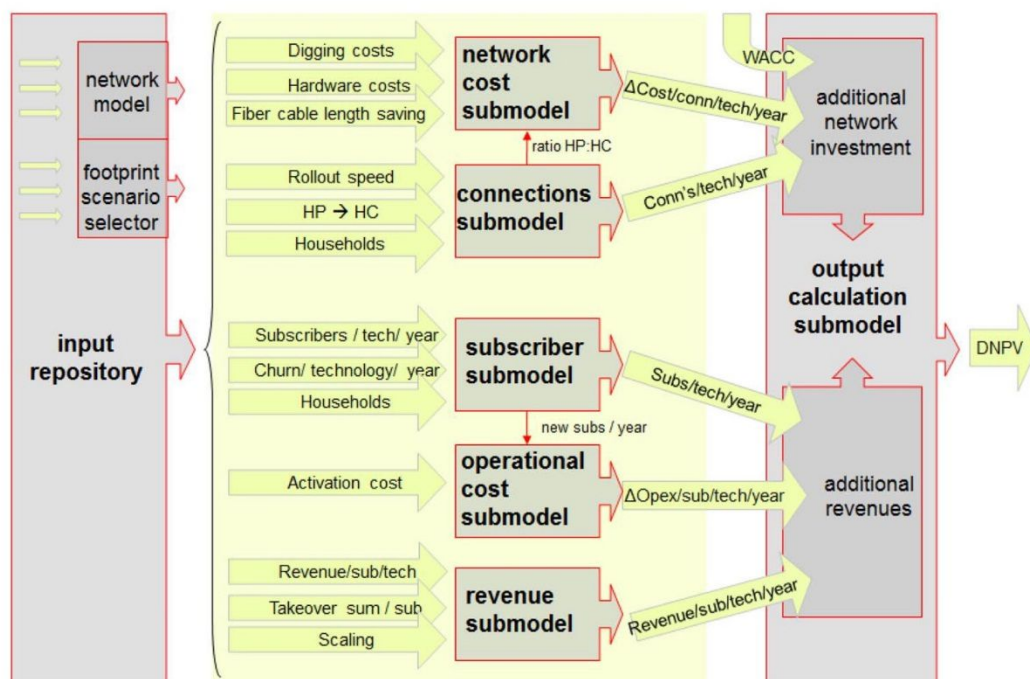 network
model
footprint
scenario
selector
input
repository
Digging costs
Hardware costs
Fiber cable length saving
Rollout speed
HP → HC
Households
Subscribers / tech/ year
Churn/ technology/ year
Households
Activation cost
Revenue/sub/tech
Takeover sum / sub
Scaling
network
cost
submodel
ratio HP:HC
connections
submodel
subscriber
submodel
new subs / year
operational
cost
submodel
revenue
submodel
WACC
ΔCost/conn/tech/year
Conn's/tech/year
Subs/tech/year
ΔOpex/sub/tech/year
Revenue/sub/tech/year
additional
network
investment
output
calculation
submodel
additional
revenues
DNPV